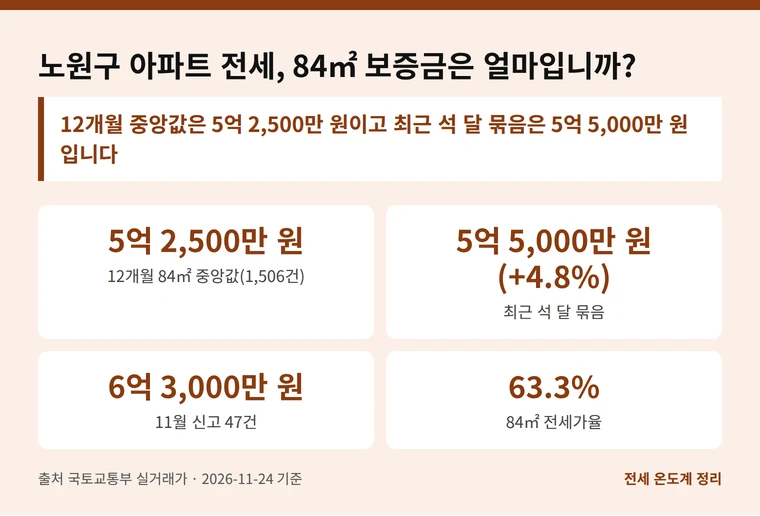 노원구 아파트 전세, 84㎡ 보증금은 얼마입니까?
12개월 중앙값은 5억 2,500만 원이고 최근 석 달 묶음은 5억 5,000만 원
입니다
5억 2,500만 원
12개월 84㎡ 중앙값(1,506건)
5억 5,000만 원
(+4.8%)
최근 석 달 묶음
6억 3,000만 원
11월 신고 47건
63.3%
84㎡ 전세가율
출처 국토교통부 실거래가 · 2026-11-24 기준
전세 온도계 정리